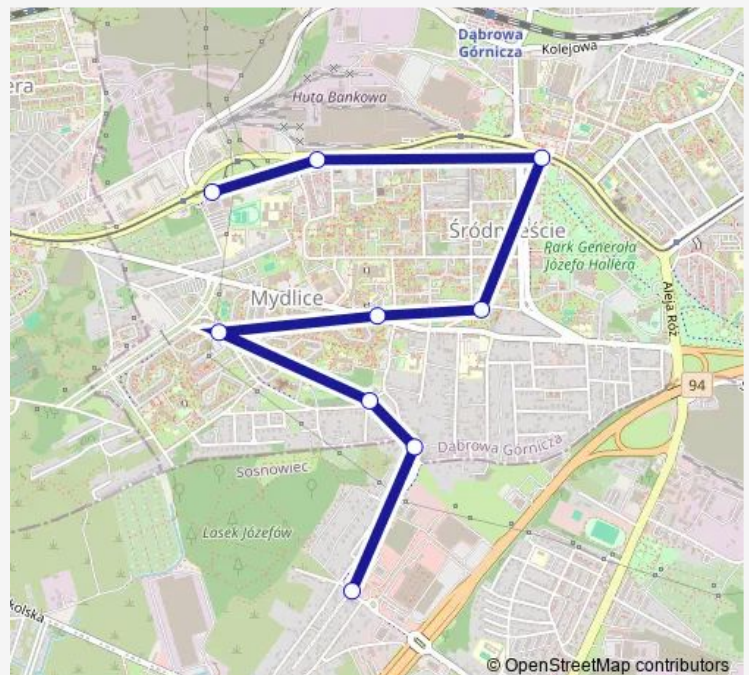 Dąbrowa
Górnicza
Kolejowa
era
Huta Bankowa
Śródmieście
Park Generała
Józefa Hallera
Mydlice
Aleja Róż
94
Dąbrowa Górnicza
Sosnowiec
Lasek Józefów
kolska
© OpenStreetMap contributors